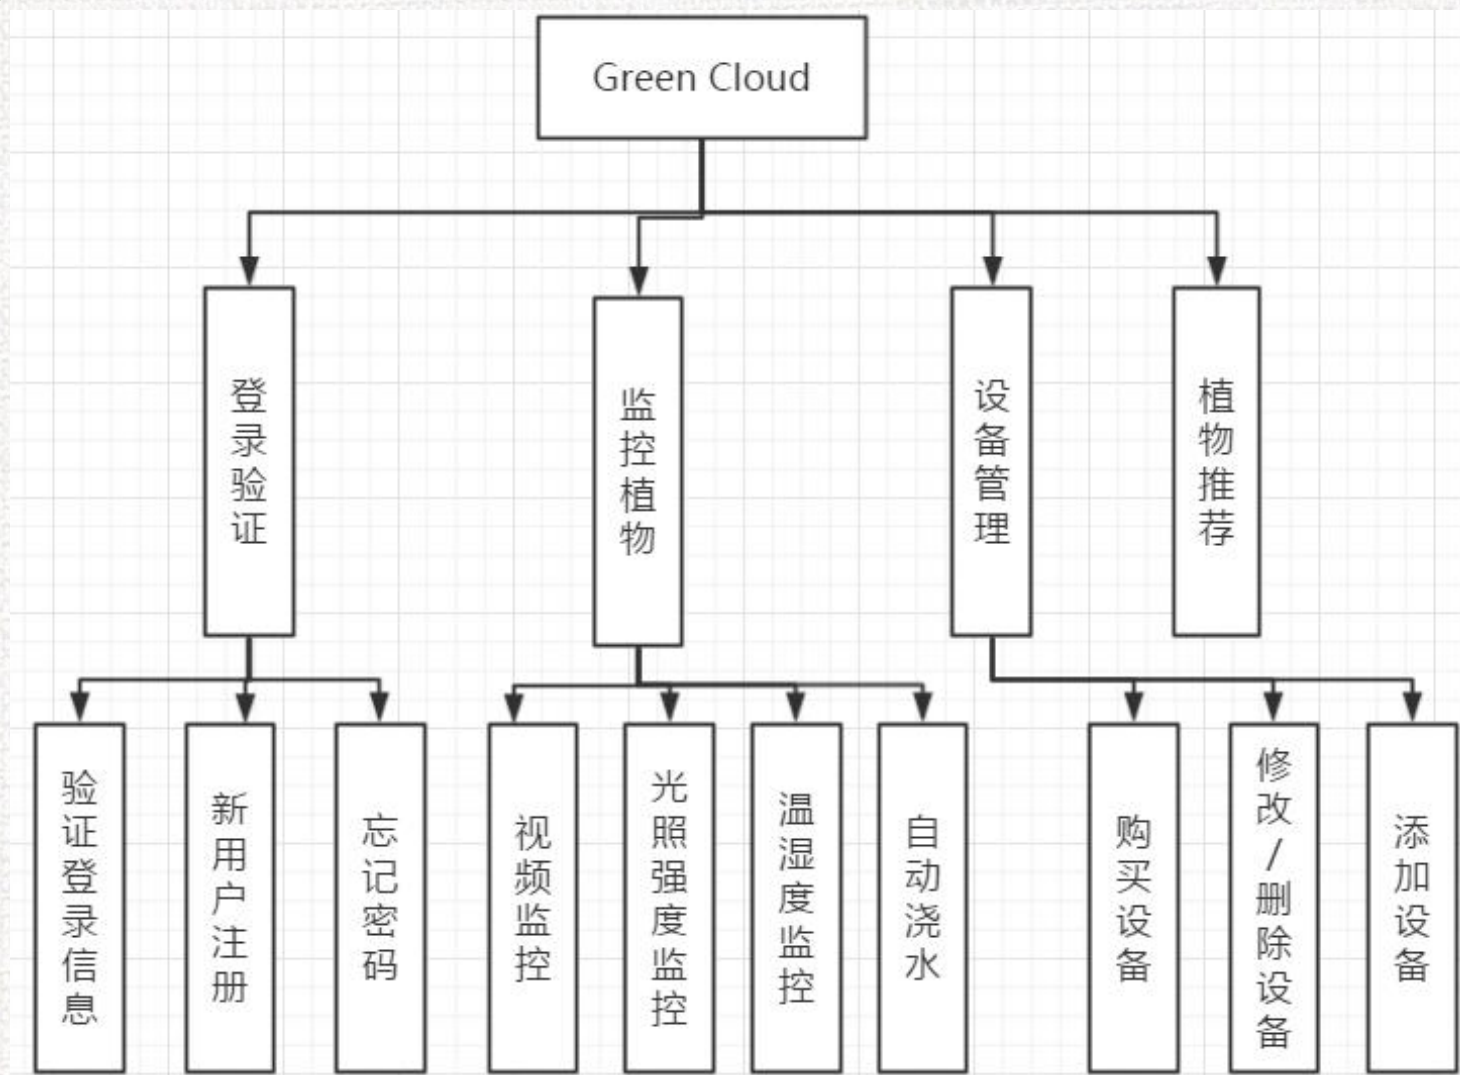 Green Cloud
登录验证
监控植物
设备管理
植物推荐
验证登录信息
新用户注册
忘记密码
视频监控
光照强度监控
温湿度监控
自动浇水
购买设备
修改/删除设备
添加设备